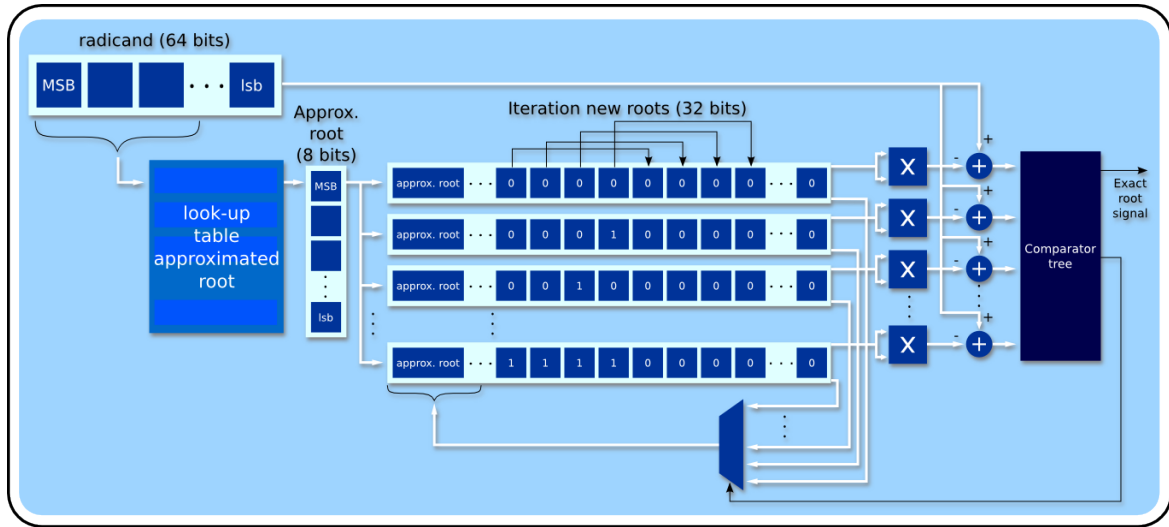 radicand (64 bits)
MSB ... lsb
Approx.
root
(8 bits)
MSB
lsb
look-up
table
approximated
root
Iteration new roots (32 bits)
approx. root ... 0 0 0 0 0 0 0 0 ... 0
approx. root ... 0 0 0 1 0 0 0 0 ... 0
approx. root ... 0 0 1 0 0 0 0 0 ... 0
approx. root ... 1 1 1 1 0 0 0 0 ... 0
X
X
X
X
- + +
- + +
- + +
- + +
Comparator
tree
Exact
root
signal